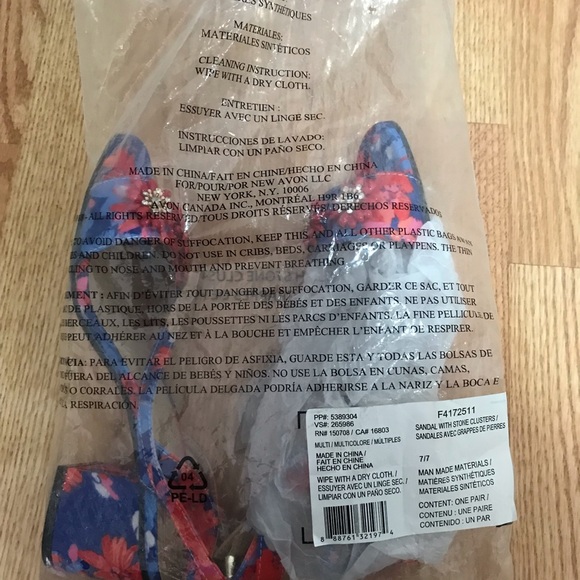 MATIÈRES SYNTHÉTIQUES
MATERIALES:
MATERIALES SINTÉTICOS
CLEANING INSTRUCTION:
WIPE WITH A DRY CLOTH.
ENTRETIEN :
ESSUYER AVEC UN LINGE SEC.
INSTRUCCIONES DE LAVADO:
LIMPIAR CON UN PAÑO SECO.
MADE IN CHINA/FAIT EN CHINE/HECHO EN CHINA
FOR/POUR/POR NEW AVON LLC
NEW YORK, N.Y. 10006
AVON CANADA INC., MONTRÉAL H9R 1B6
ALL RIGHTS RESERVED/TOUS DROITS RÉSERVÉS/DERECHOS RESERVADOS
TO AVOID DANGER OF SUFFOCATION, KEEP THIS AND ALL OTHER PLASTIC BAGS AWAY
AND CHILDREN. DO NOT USE IN CRIBS, BEDS, CARRIAGES OR PLAYPENS. THE THIN
TO NOSE AND MOUTH AND PREVENT BREATHING.
: AFIN D'ÉVITER TOUT DANGER DE SUFFOCATION, GARDER CE SAC, ET TOUT
DE PLASTIQUE, HORS DE LA PORTÉE DES BÉBÉS ET DES ENFANTS. NE PAS UTILISER
BERCEAUX, LES LITS, LES POUSSETTES NI LES PARCS D'ENFANTS. LA FINE PELLICULE
PEUT ADHÉRER AU NEZ ET À LA BOUCHE ET EMPÊCHER L'ENFANT DE RESPIRER.
PARA EVITAR EL PELIGRO DE ASFIXIA, GUARDE ESTA Y TODAS LAS BOLSAS DE
FUERA DEL ALCANCE DE BEBÉS Y NIÑOS. NO USE LA BOLSA EN CUNAS, CAMAS,
O CORRALES. LA PELÍCULA DELGADA PODRÍA ADHERIRSE A LA NARIZ Y LA BOCA E
RESPIRACIÓN.
04
PE-LD
PP#: 5389304
VS#: 265986
RN# 150708 / CA# 16803
MULTI / MULTICOLORE / MÚLTIPLES
MADE IN CHINA /
FAIT EN CHINE /
HECHO EN CHINA
WIPE WITH A DRY CLOTH. /
ESSUYER AVEC UN LINGE SEC. /
LIMPIAR CON UN PAÑO SECO.
8 88761 32197 4
F4172511
SANDAL WITH STONE CLUSTERS /
SANDALES AVEC GRAPPES DE PIERRES
7/7
MAN MADE MATERIALS /
MATIÈRES SYNTHÉTIQUES /
MATERIALES SINTÉTICOS
CONTENT: ONE PAIR /
CONTENU : UNE PAIRE /
CONTENIDO : UN PAR